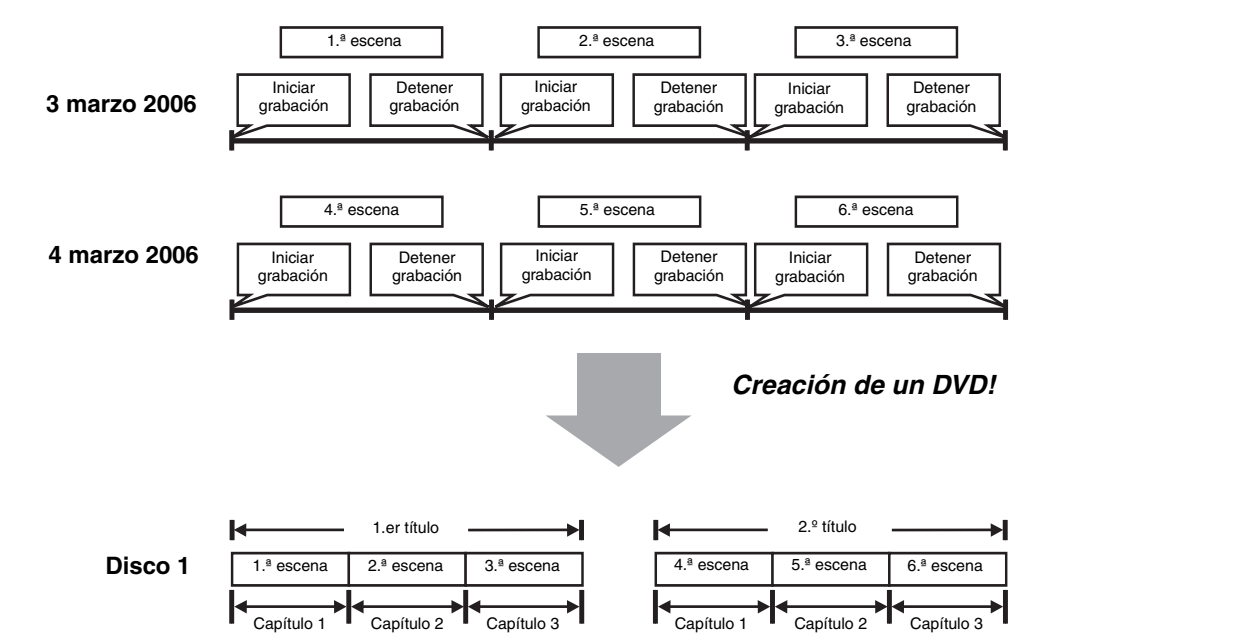 1.ª escena 2.ª escena 3.ª escena
3 marzo 2006
Iniciar grabación
Detener grabación
Iniciar grabación
Detener grabación
Iniciar grabación
Detener grabación
4.ª escena 5.ª escena 6.ª escena
4 marzo 2006
Iniciar grabación
Detener grabación
Iniciar grabación
Detener grabación
Iniciar grabación
Detener grabación
Creación de un DVD!
1.er título 2.º título
Disco 1
1.ª escena 2.ª escena 3.ª escena 4.ª escena 5.ª escena 6.ª escena
Capítulo 1 Capítulo 2 Capítulo 3 Capítulo 1 Capítulo 2 Capítulo 3